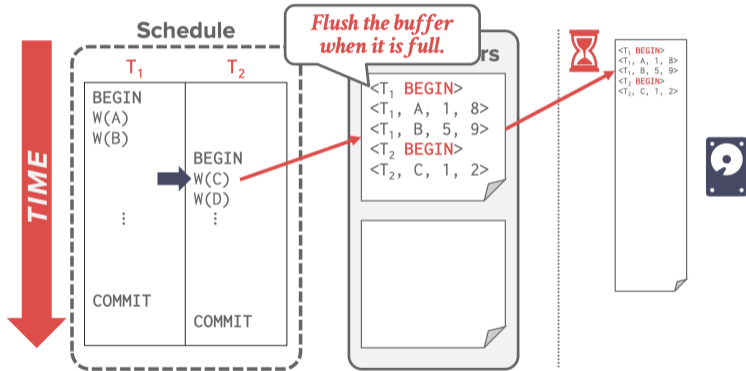 Schedule
TIME
T₁ T₂
BEGIN
W(A)
W(B)
⋮
COMMIT
BEGIN
W(C)
W(D)
⋮
COMMIT
Flush the buffer
when it is full.
rs
<T₁ BEGIN>
<T₁, A, 1, 8>
<T₁, B, 5, 9>
<T₂ BEGIN>
<T₂, C, 1, 2>
<T₁ BEGIN>
<T₁, A, 1, 8>
<T₁, B, 5, 9>
<T₂ BEGIN>
<T₂, C, 1, 2>